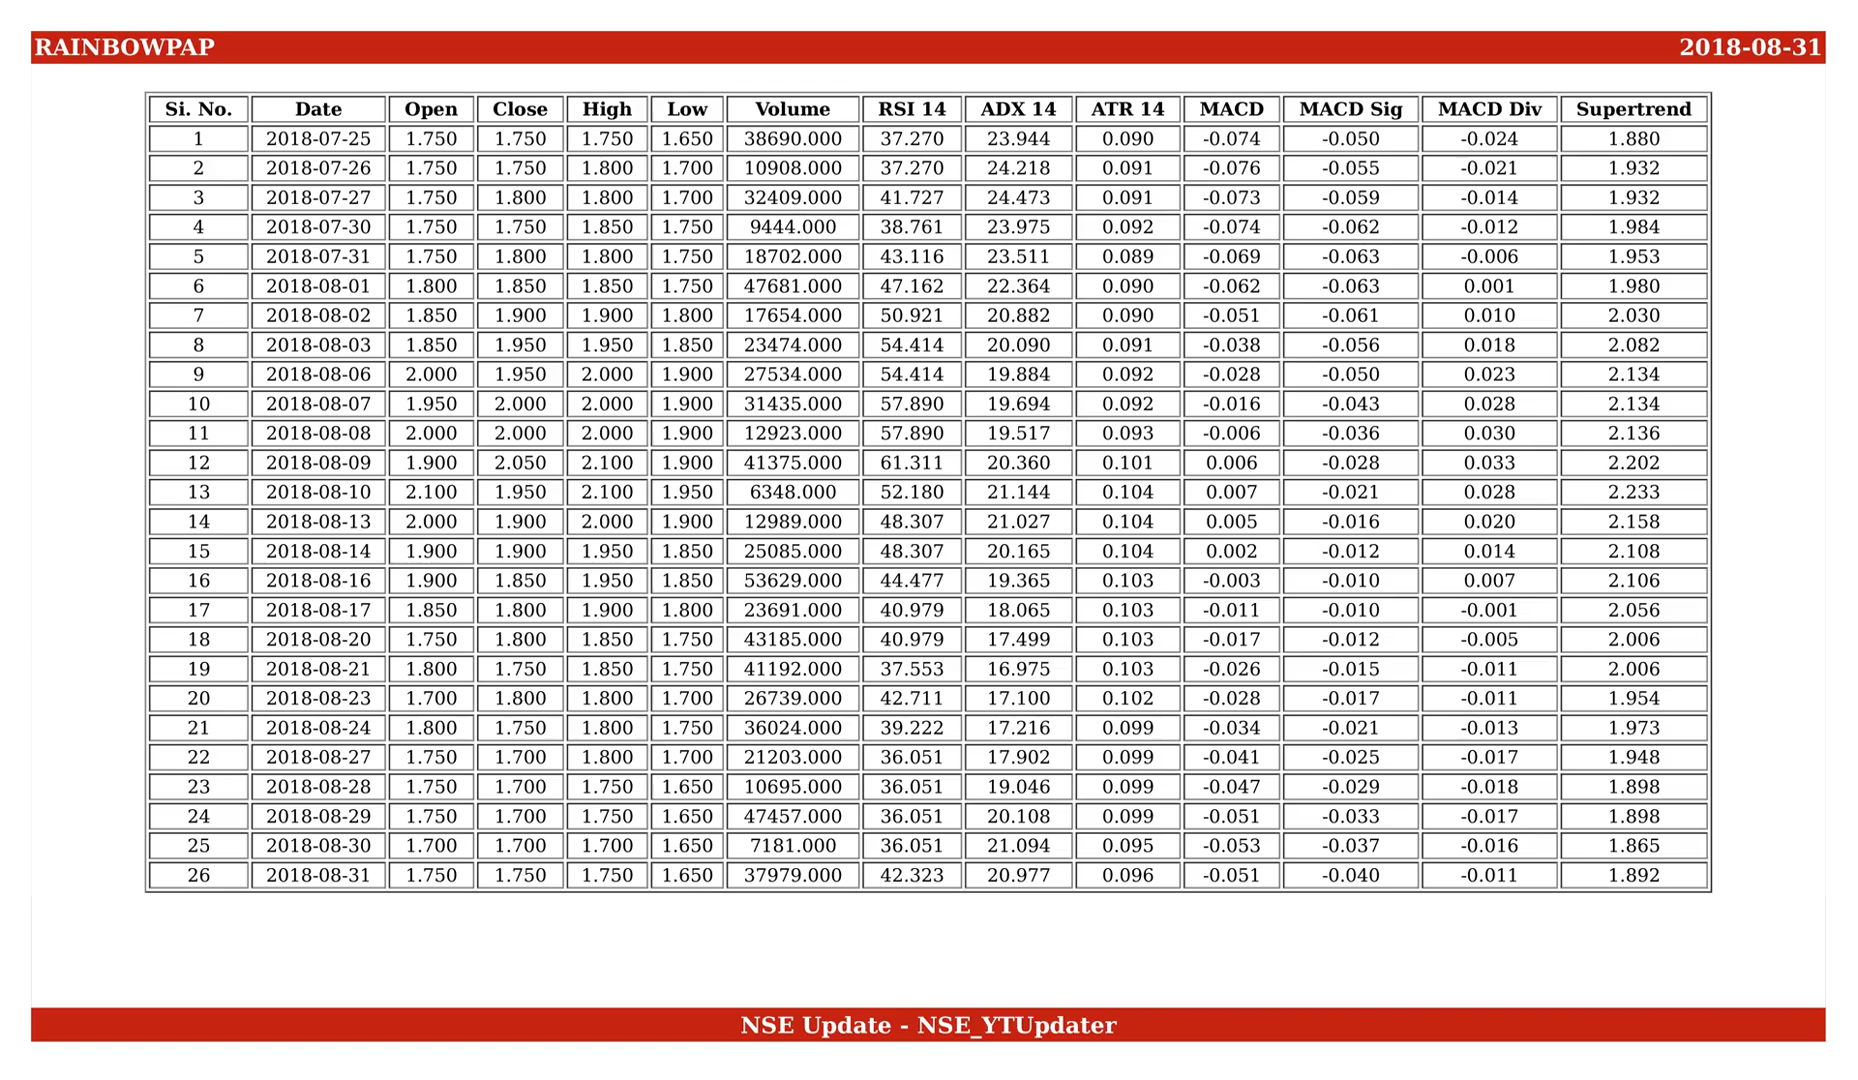 RAINBOWPAP 2018-08-31
Si. No. Date Open Close High Low Volume RSI 14 ADX 14 ATR 14 MACD MACD Sig MACD Div Supertrend
1 2018-07-25 1.750 1.750 1.750 1.650 38690.000 37.270 23.944 0.090 -0.074 -0.050 -0.024 1.880
2 2018-07-26 1.750 1.750 1.800 1.700 10908.000 37.270 24.218 0.091 -0.076 -0.055 -0.021 1.932
3 2018-07-27 1.750 1.800 1.800 1.700 32409.000 41.727 24.473 0.091 -0.073 -0.059 -0.014 1.932
4 2018-07-30 1.750 1.750 1.850 1.750 9444.000 38.761 23.975 0.092 -0.074 -0.062 -0.012 1.984
5 2018-07-31 1.750 1.800 1.800 1.750 18702.000 43.116 23.511 0.089 -0.069 -0.063 -0.006 1.953
6 2018-08-01 1.800 1.850 1.850 1.750 47681.000 47.162 22.364 0.090 -0.062 -0.063 0.001 1.980
7 2018-08-02 1.850 1.900 1.900 1.800 17654.000 50.921 20.882 0.090 -0.051 -0.061 0.010 2.030
8 2018-08-03 1.850 1.950 1.950 1.850 23474.000 54.414 20.090 0.091 -0.038 -0.056 0.018 2.082
9 2018-08-06 2.000 1.950 2.000 1.900 27534.000 54.414 19.884 0.092 -0.028 -0.050 0.023 2.134
10 2018-08-07 1.950 2.000 2.000 1.900 31435.000 57.890 19.694 0.092 -0.016 -0.043 0.028 2.134
11 2018-08-08 2.000 2.000 2.000 1.900 12923.000 57.890 19.517 0.093 -0.006 -0.036 0.030 2.136
12 2018-08-09 1.900 2.050 2.100 1.900 41375.000 61.311 20.360 0.101 0.006 -0.028 0.033 2.202
13 2018-08-10 2.100 1.950 2.100 1.950 6348.000 52.180 21.144 0.104 0.007 -0.021 0.028 2.233
14 2018-08-13 2.000 1.900 2.000 1.900 12989.000 48.307 21.027 0.104 0.005 -0.016 0.020 2.158
15 2018-08-14 1.900 1.900 1.950 1.850 25085.000 48.307 20.165 0.104 0.002 -0.012 0.014 2.108
16 2018-08-16 1.900 1.850 1.950 1.850 53629.000 44.477 19.365 0.103 -0.003 -0.010 0.007 2.106
17 2018-08-17 1.850 1.800 1.900 1.800 23691.000 40.979 18.065 0.103 -0.011 -0.010 -0.001 2.056
18 2018-08-20 1.750 1.800 1.850 1.750 43185.000 40.979 17.499 0.103 -0.017 -0.012 -0.005 2.006
19 2018-08-21 1.800 1.750 1.850 1.750 41192.000 37.553 16.975 0.103 -0.026 -0.015 -0.011 2.006
20 2018-08-23 1.700 1.800 1.800 1.700 26739.000 42.711 17.100 0.102 -0.028 -0.017 -0.011 1.954
21 2018-08-24 1.800 1.750 1.800 1.750 36024.000 39.222 17.216 0.099 -0.034 -0.021 -0.013 1.973
22 2018-08-27 1.750 1.700 1.800 1.700 21203.000 36.051 17.902 0.099 -0.041 -0.025 -0.017 1.948
23 2018-08-28 1.750 1.700 1.750 1.650 10695.000 36.051 19.046 0.099 -0.047 -0.029 -0.018 1.898
24 2018-08-29 1.750 1.700 1.750 1.650 47457.000 36.051 20.108 0.099 -0.051 -0.033 -0.017 1.898
25 2018-08-30 1.700 1.700 1.700 1.650 7181.000 36.051 21.094 0.095 -0.053 -0.037 -0.016 1.865
26 2018-08-31 1.750 1.750 1.750 1.650 37979.000 42.323 20.977 0.096 -0.051 -0.040 -0.011 1.892
NSE Update - NSE_YTUpdater